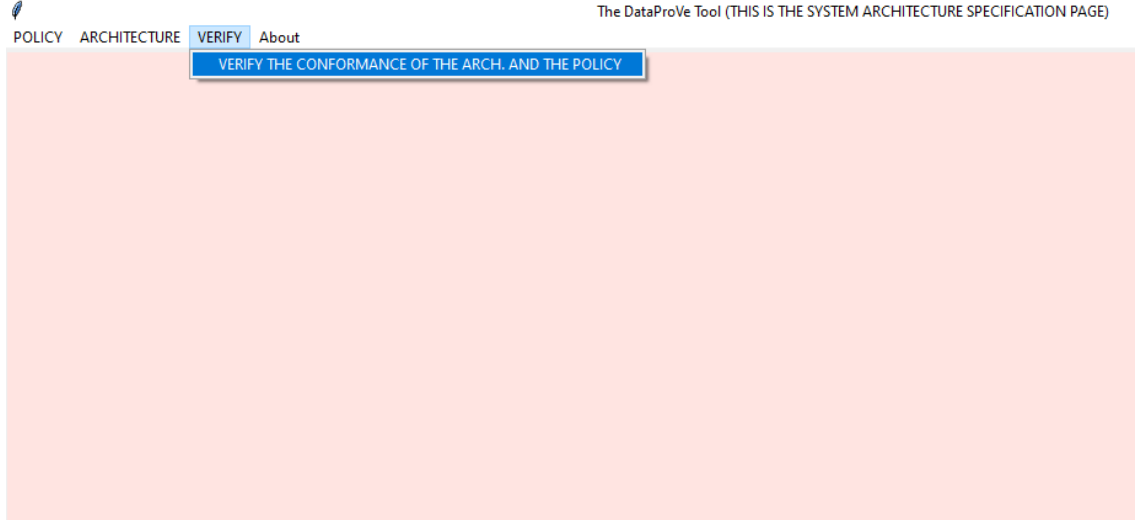 The DataProVe Tool (THIS IS THE SYSTEM ARCHITECTURE SPECIFICATION PAGE)
POLICY ARCHITECTURE VERIFY About
VERIFY THE CONFORMANCE OF THE ARCH. AND THE POLICY